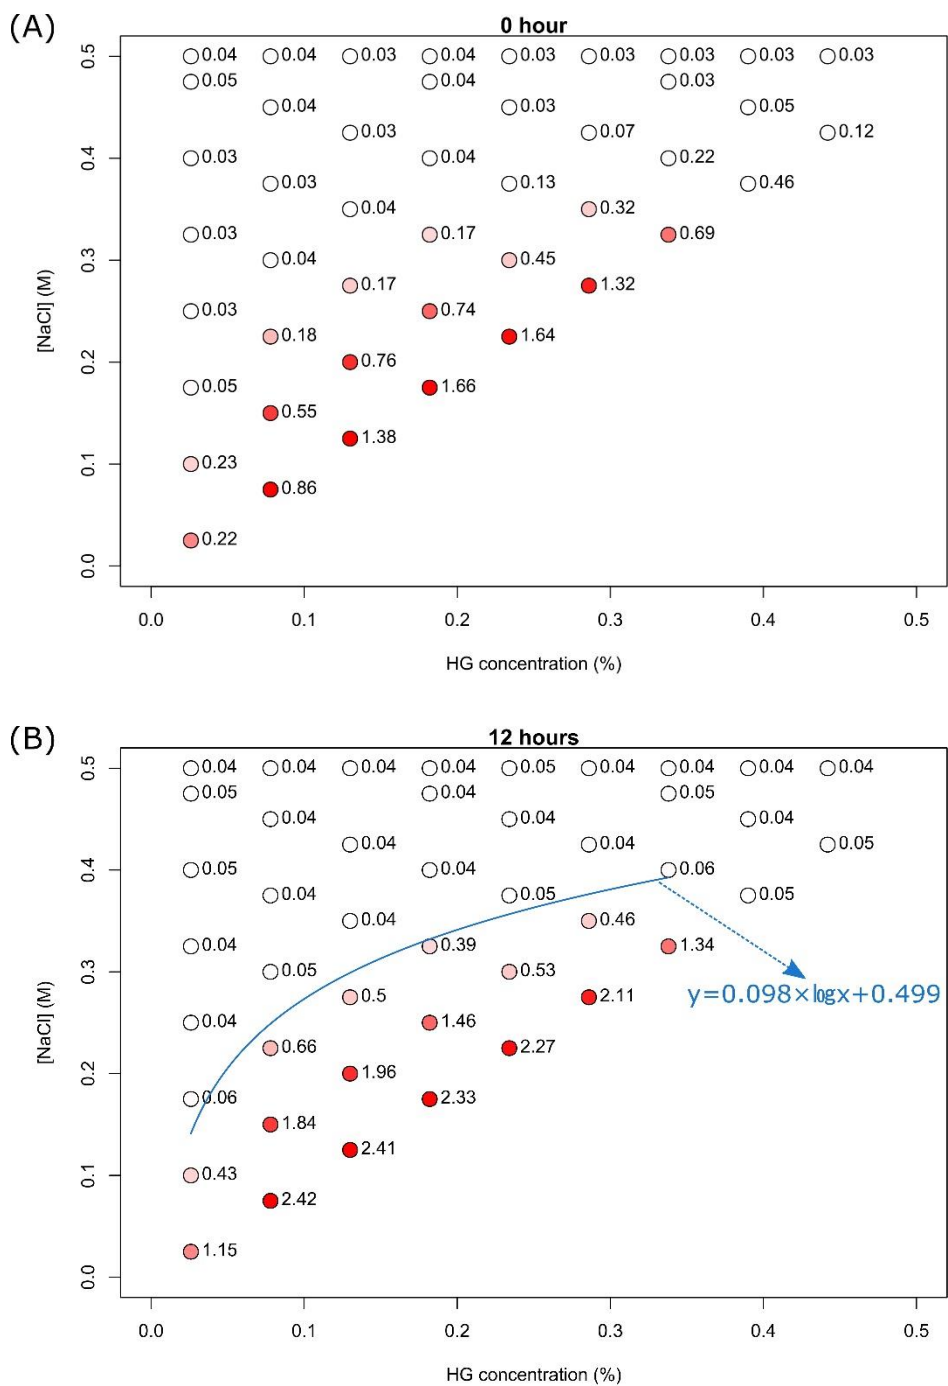 (A)
0 hour
0.5 0.04 0.04 0.03 0.04 0.03 0.03 0.03 0.03 0.03
0.05 0.04 0.03
0.04 0.03 0.05
0.03 0.07 0.12
0.4 0.03 0.04 0.22
0.03 0.13 0.46
0.04 0.32
0.03 0.17 0.69
0.3 0.04 0.45
0.17 1.32
0.03 0.74
0.18 1.64
0.2 0.76
0.05 1.66
0.55
1.38
0.1 0.23
0.86
0.22
0.0
[NaCl] (M)
0.0 0.1 0.2 0.3 0.4 0.5
HG concentration (%)
(B)
12 hours
0.5 0.04 0.04 0.04 0.04 0.05 0.04 0.04 0.04 0.04
0.05 0.04 0.05
0.04 0.04 0.04
0.04 0.04 0.05
0.4 0.05 0.04 0.06
0.04 0.05 0.05
0.04 0.46
0.04 0.39 1.34
0.3 0.05 0.53
0.5 2.11
y=0.098×logx+0.499
0.04 1.46
0.66 2.27
0.2 1.96
0.06 2.33
1.84
2.41
0.1 0.43
2.42
1.15
0.0
[NaCl] (M)
0.0 0.1 0.2 0.3 0.4 0.5
HG concentration (%)